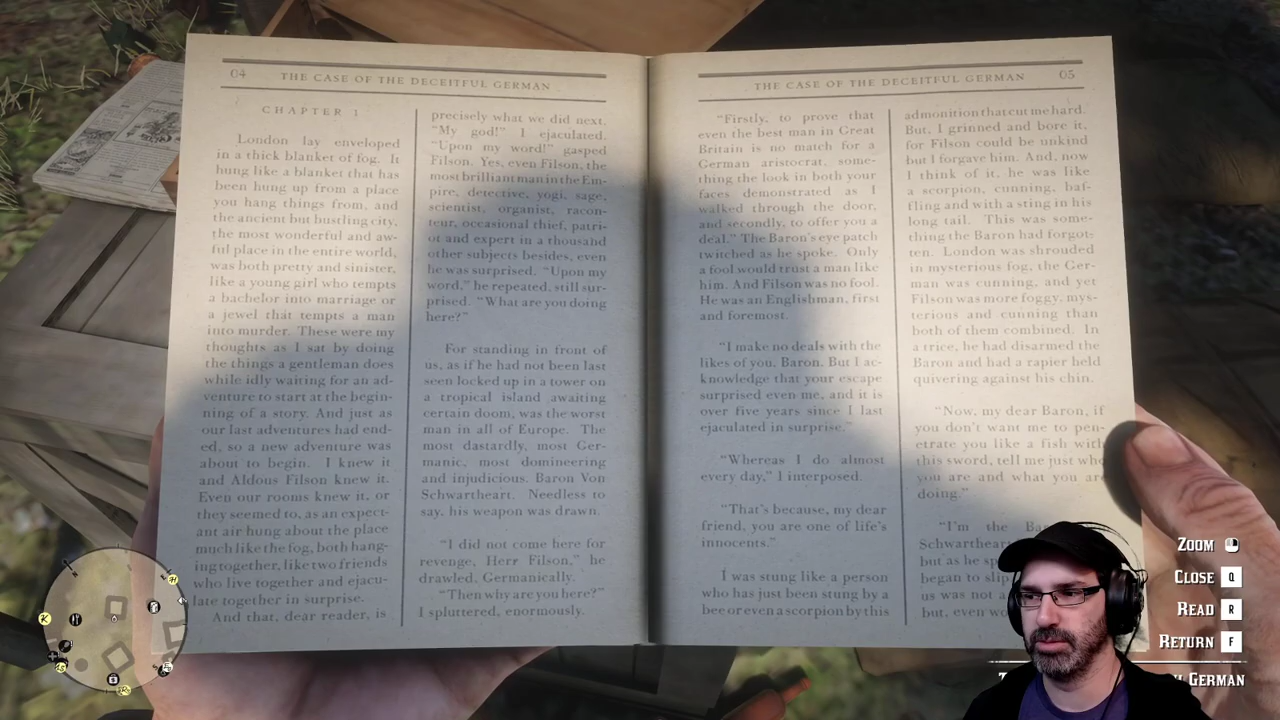 04
THE CASE OF THE DECEITFUL GERMAN
CHAPTER 1
London lay enveloped
in a thick blanket of fog. It
hung like a blanket that has
been hung up from a place
you hang things from, and
the ancient but bustling city,
the most wonderful and aw-
ful place in the entire world,
was both pretty and sinister,
like a young girl who tempts
a bachelor into marriage or
a jewel that tempts a man
into murder. These were my
thoughts as I sat by doing
the things a gentleman does
while idly waiting for an ad-
venture to start at the begin-
ning of a story. And just as
our last adventures had end-
ed, so a new adventure was
about to begin. I knew it
and Aldous Filson knew it.
Even our rooms knew it, or
they seemed to, as an expect-
ant air hung about the place
much like the fog, both hang-
ing together, like two friends
who live together and ejacu-
late together in surprise.
And that, dear reader, is
precisely what we did next.
"My god!" I ejaculated.
"Upon my word!" gasped
Filson. Yes, even Filson, the
most brilliant man in the Em-
pire, detective, yogi, sage,
scientist, organist, racon-
teur, occasional thief, patri-
ot and expert in a thousand
other subjects besides, even
he was surprised. "Upon my
word," he repeated, still sur-
prised. "What are you doing
here?"
For standing in front of
us, as if he had not been last
seen locked up in a tower on
a tropical island awaiting
certain doom, was the worst
man in all of Europe. The
most dastardly, most Ger-
manic, most domineering
and injudicious. Baron Von
Schwartheart. Needless to
say, his weapon was drawn.
"I did not come here for
revenge, Herr Filson," he
drawled, Germanically.
"Then why are you here?"
I spluttered, enormously.
THE CASE OF THE DECEITFUL GERMAN
05
"Firstly, to prove that
even the best man in Great
Britain is no match for a
German aristocrat, some-
thing the look in both your
faces demonstrated as I
walked through the door,
and secondly, to offer you a
deal." The Baron's eye patch
twitched as he spoke. Only
a fool would trust a man like
him. And Filson was no fool.
He was an Englishman, first
and foremost.
"I make no deals with the
likes of you, Baron. But I ac-
knowledge that your escape
surprised even me, and it is
over five years since I last
ejaculated in surprise."
"Whereas I do almost
every day," I interposed.
"That's because, my dear
friend, you are one of life's
innocents."
I was stung like a person
who has just been stung by a
bee or even a scorpion by this
admonition that cut me hard.
But, I grinned and bore it,
for Filson could be unkind
but I forgave him. And, now
I think of it, he was like
a scorpion, cunning, baf-
fling and with a sting in his
long tail. This was some-
thing the Baron had forgot-
ten. London was shrouded
in mysterious fog, the Ger-
man was cunning, and yet
Filson was more foggy, mys-
terious and cunning than
both of them combined. In
a trice, he had disarmed the
Baron and had a rapier held
quivering against his chin.
"Now, my dear Baron, if
you don't want me to pen-
etrate you like a fish with
this sword, tell me just who
you are and what you are
doing."
"I'm the
Schwartheart
but as he
began to slip
us was not a
but, even
ZOOM
CLOSE Q
READ R
RETURN F
GERMAN